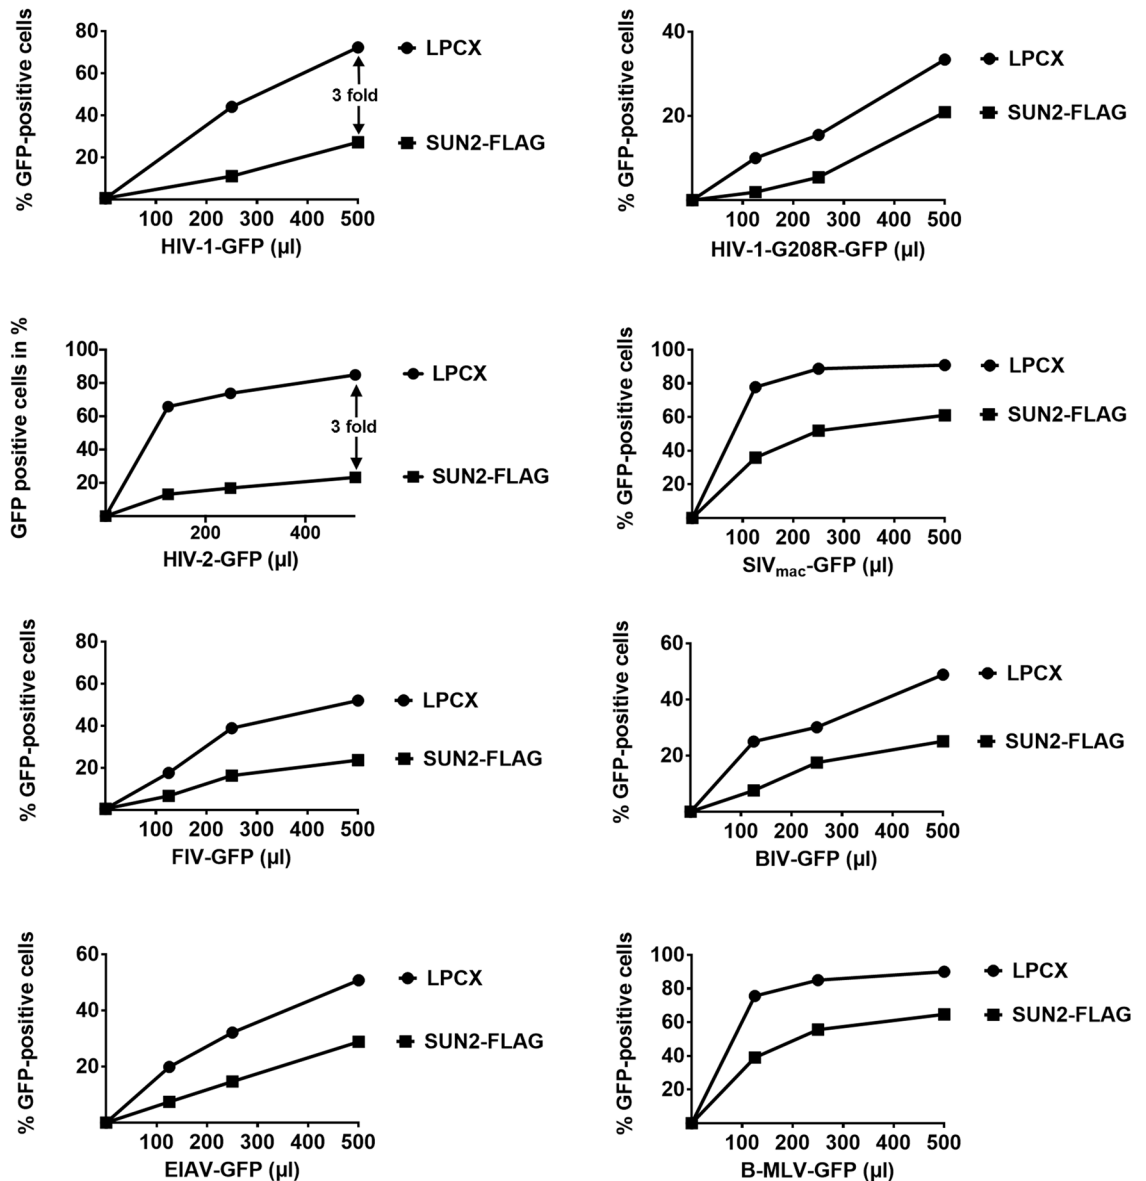 % GFP-positive cells
80
60
40
20
100 200 300 400 500
HIV-1-GFP (µl)
3 fold
LPCX
SUN2-FLAG
% GFP-positive cells
40
20
100 200 300 400 500
HIV-1-G208R-GFP (µl)
LPCX
SUN2-FLAG
GFP positive cells in %
100
80
60
40
20
200 400
HIV-2-GFP (µl)
3 fold
LPCX
SUN2-FLAG
% GFP-positive cells
100
80
60
40
20
100 200 300 400 500
SIVmac-GFP (µl)
LPCX
SUN2-FLAG
% GFP-positive cells
80
60
40
20
100 200 300 400 500
FIV-GFP (µl)
LPCX
SUN2-FLAG
% GFP-positive cells
60
40
20
100 200 300 400 500
BIV-GFP (µl)
LPCX
SUN2-FLAG
% GFP-positive cells
60
40
20
100 200 300 400 500
EIAV-GFP (µl)
LPCX
SUN2-FLAG
% GFP-positive cells
100
80
60
40
20
100 200 300 400 500
B-MLV-GFP (µl)
LPCX
SUN2-FLAG